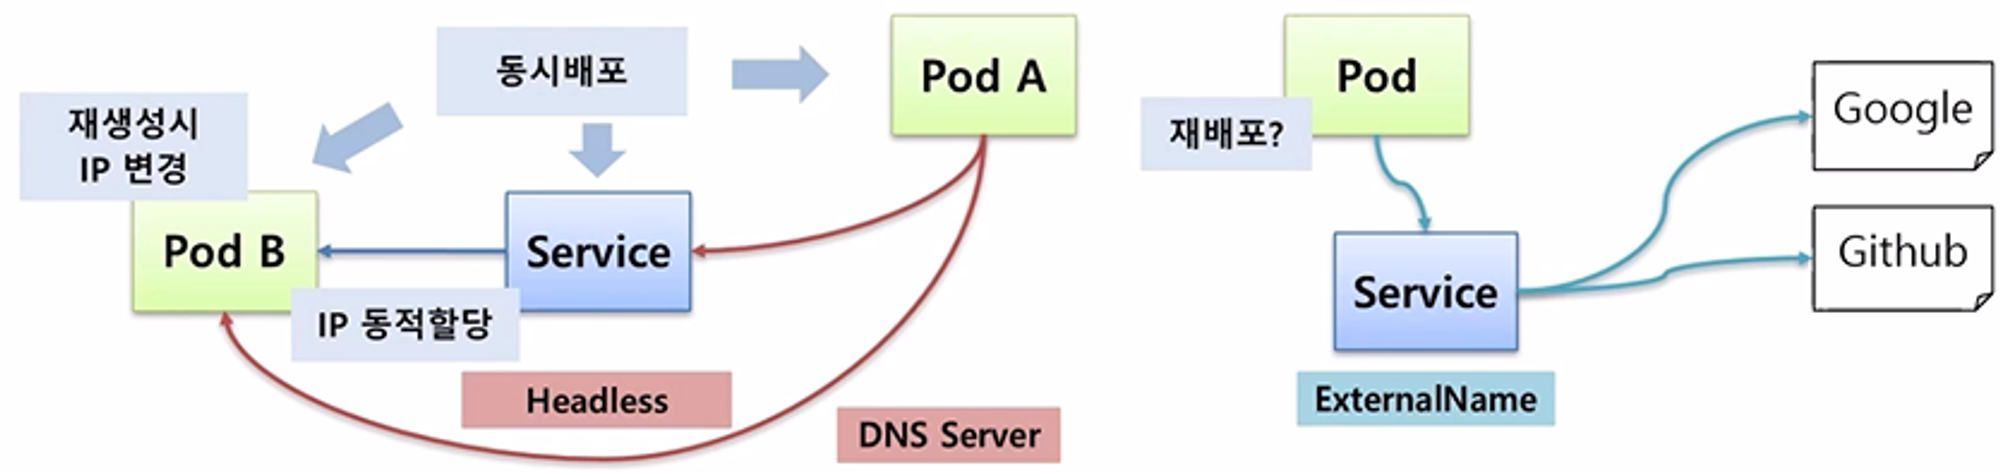 동시배포
Pod A
재생성시
IP 변경
Pod B
Service
IP 동적할당
Headless
DNS Server
Pod
재배포?
Google
Github
Service
ExternalName